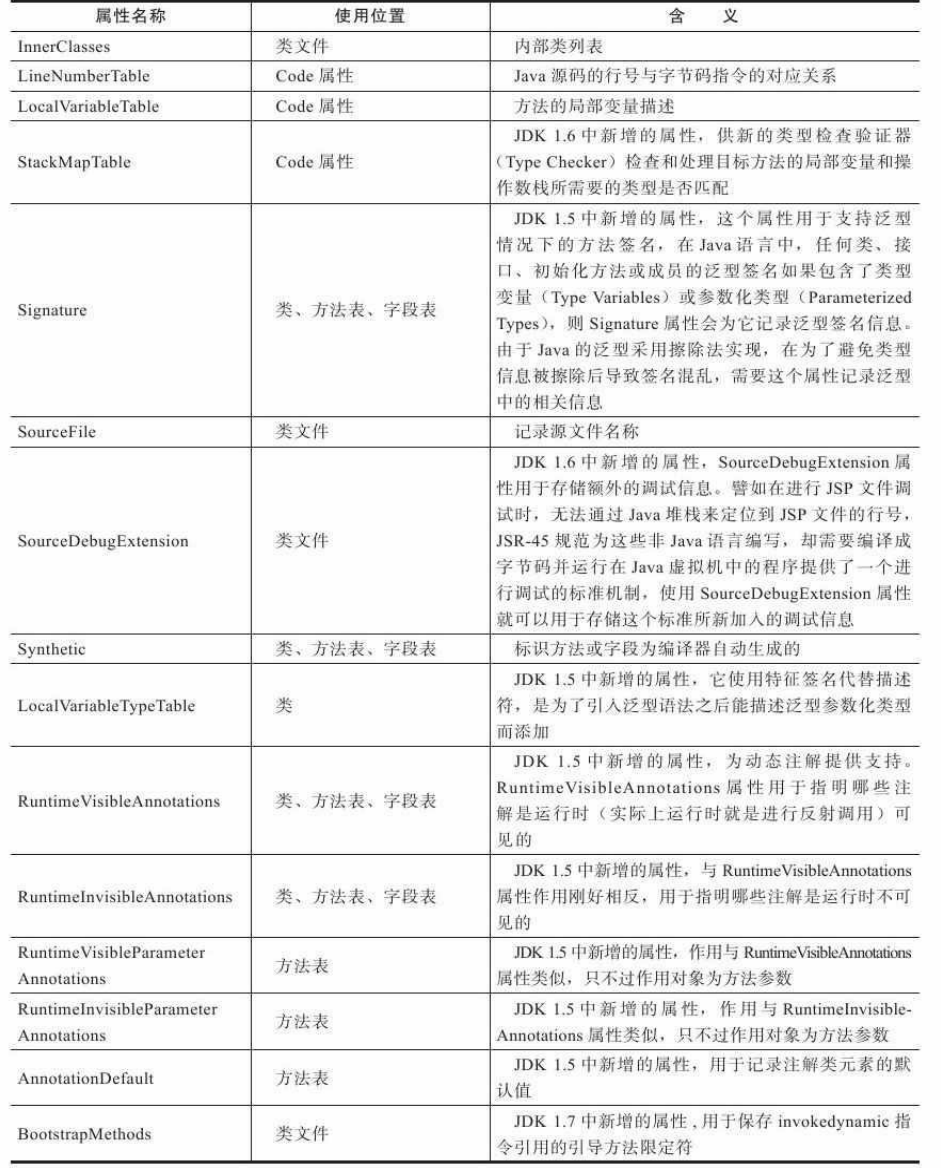 属性名称 使用位置 含 义
InnerClasses 类文件 内部类列表
LineNumberTable Code 属性 Java 源码的行号与字节码指令的对应关系
LocalVariableTable Code 属性 方法的局部变量描述
StackMapTable Code 属性 JDK 1.6 中新增的属性，供新的类型检查验证器
（Type Checker）检查和处理目标方法的局部变量和操
作数栈所需要的类型是否匹配
Signature 类、方法表、字段表 JDK 1.5 中新增的属性，这个属性用于支持泛型
情况下的方法签名，在 Java 语言中，任何类、接
口、初始化方法或成员的泛型签名如果包含了类型
变量（Type Variables）或参数化类型（Parameterized
Types），则 Signature 属性会为它记录泛型签名信息。
由于 Java 的泛型采用擦除法实现，在为了避免类型
信息被擦除后导致签名混乱，需要这个属性记录泛型
中的相关信息
SourceFile 类文件 记录源文件名称
SourceDebugExtension 类文件 JDK 1.6 中新增的属性，SourceDebugExtension 属
性用于存储额外的调试信息。譬如在进行 JSP 文件调
试时，无法通过 Java 堆栈来定位到 JSP 文件的行号，
JSR-45 规范为这些非 Java 语言编写，却需要编译成
字节码并运行在 Java 虚拟机中的程序提供了一个进
行调试的标准机制，使用 SourceDebugExtension 属性
就可以用于存储这个标准所新加入的调试信息
Synthetic 类、方法表、字段表 标识方法或字段为编译器自动生成的
LocalVariableTypeTable 类 JDK 1.5 中新增的属性，它使用特征签名代替描述
符，是为了引入泛型语法之后能描述泛型参数化类型
而添加
RuntimeVisibleAnnotations 类、方法表、字段表 JDK 1.5 中新增的属性，为动态注解提供支持。
RuntimeVisibleAnnotations 属性用于指明哪些注
解是运行时（实际上运行时就是进行反射调用）可
见的
RuntimeInvisibleAnnotations 类、方法表、字段表 JDK 1.5 中新增的属性，与 RuntimeVisibleAnnotations
属性作用刚好相反，用于指明哪些注解是运行时不可
见的
RuntimeVisibleParameter
Annotations 方法表 JDK 1.5 中新增的属性，作用与 RuntimeVisibleAnnotations
属性类似，只不过作用对象为方法参数
RuntimeInvisibleParameter
Annotations 方法表 JDK 1.5 中新增的属性，作用与 RuntimeInvisible-
Annotations 属性类似，只不过作用对象为方法参数
AnnotationDefault 方法表 JDK 1.5 中新增的属性，用于记录注解类元素的默
认值
BootstrapMethods 类文件 JDK 1.7 中新增的属性 , 用于保存 invokedynamic 指
令引用的引导方法限定符